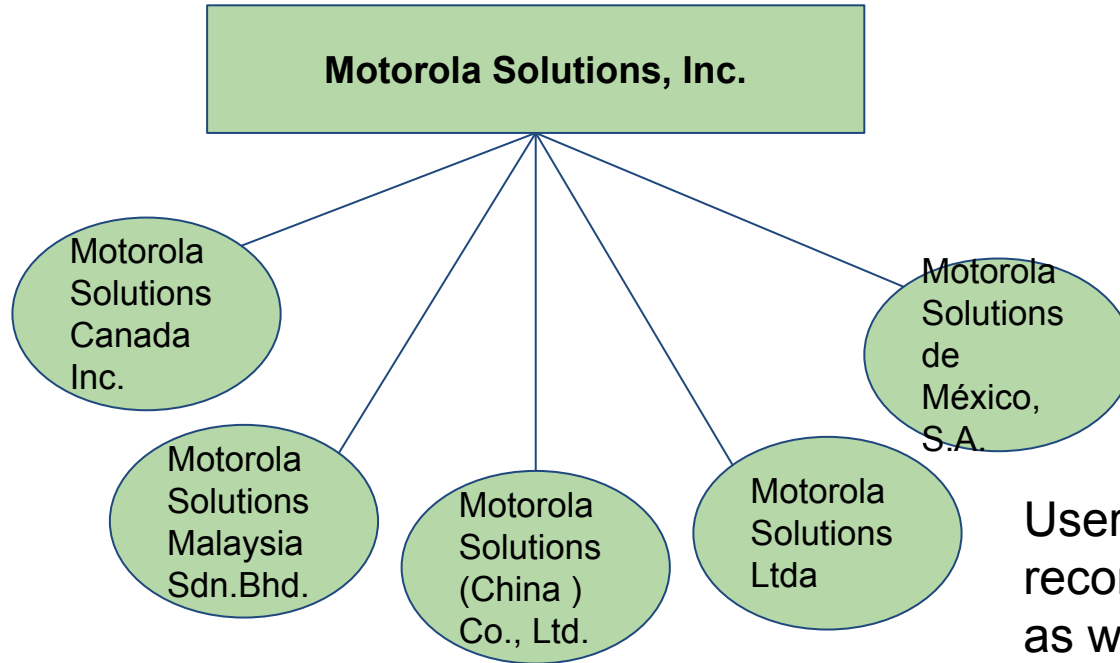 Motorola Solutions, Inc.
Motorola
Solutions
Canada
Inc.
Motorola
Solutions
Malaysia
Sdn.Bhd.
Motorola
Solutions
(China )
Co., Ltd.
Motorola
Solutions
Ltda
Motorola
Solutions
de
México,
S.A.
as